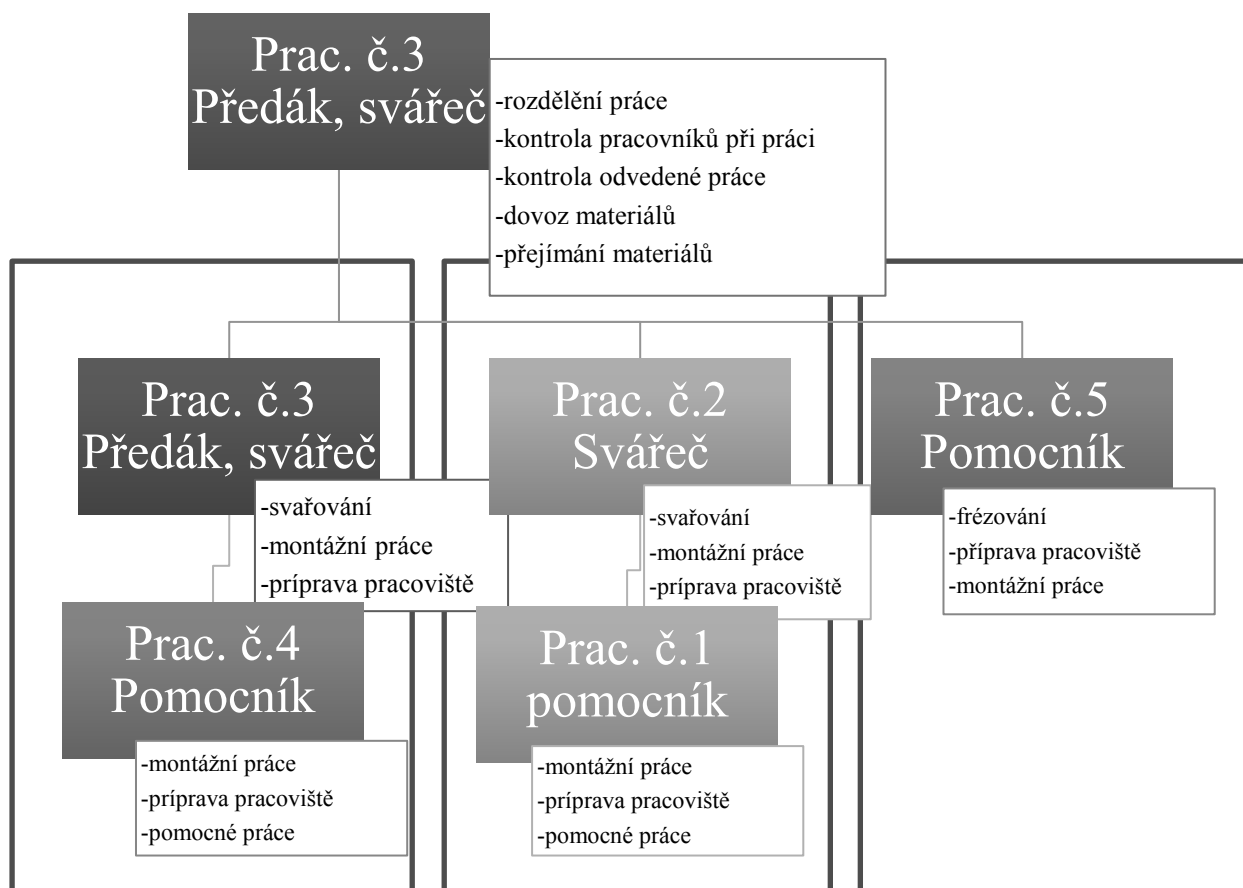 Prac. č.3
Předák, svářeč
-rozdělění práce
-kontrola pracovníků při práci
-kontrola odvedené práce
-dovoz materiálů
-přejímání materiálů
Prac. č.3
Předák, svářeč
-svařování
-montážní práce
-príprava pracoviště
Prac. č.4
Pomocník
-montážní práce
-príprava pracoviště
-pomocné práce
Prac. č.2
Svářeč
-svařování
-montážní práce
-príprava pracoviště
Prac. č.1
pomocník
-montážní práce
-príprava pracoviště
-pomocné práce
Prac. č.5
Pomocník
-frézování
-příprava pracoviště
-montážní práce